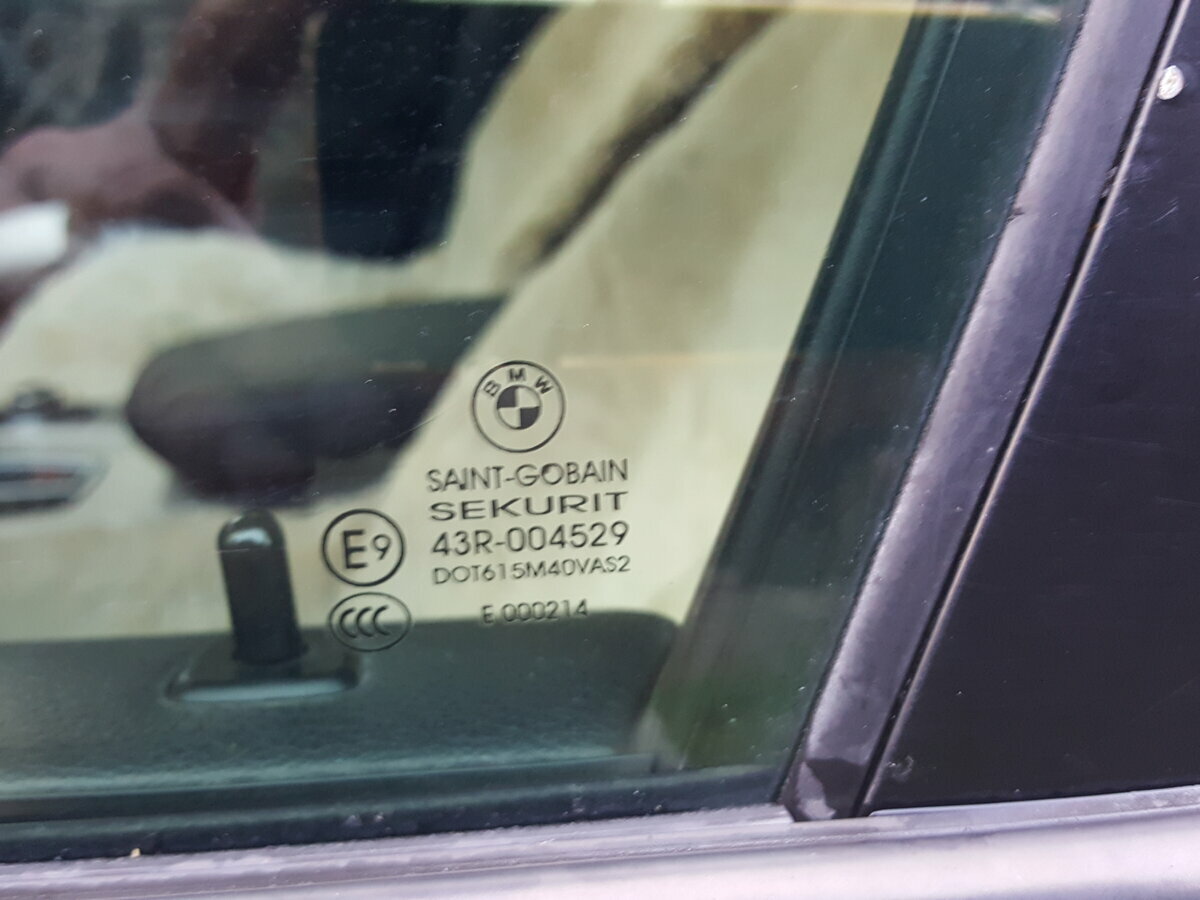 BMW
SAINT-GOBAIN
SEKURIT
E9
43R-004529
DOT615M40VAS2
CCC
E 000214